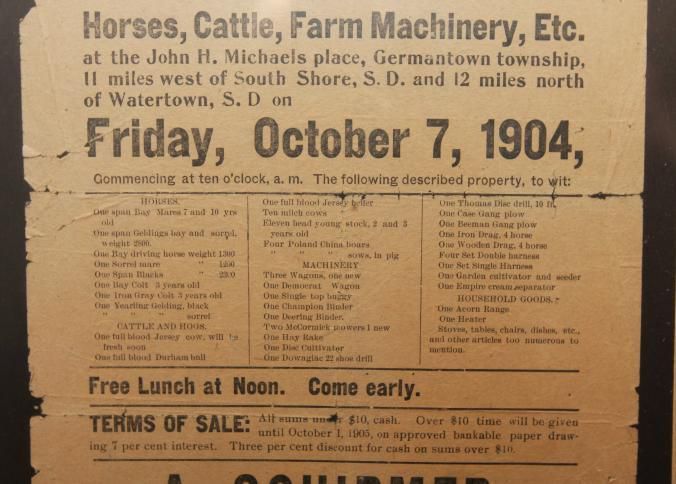 Horses, Cattle, Farm Machinery, Etc.
at the John H. Michaels place, Germantown township,
11 miles west of South Shore, S. D. and 12 miles north
of Watertown, S. D on
Friday, October 7, 1904,
Commencing at ten o'clock, a. m. The following described property, to wit:
HORSES.
One span Bay Mares 7 and 10 yrs
old
One span Geldings bay and sorrel,
weight 2800.
One Bay driving horse weight 1300
One Sorrel mare " 1250
One Span Blacks " 2300
One Bay Colt 3 years old
One Iron Gray Colt 3 years old
One Yearling Gelding, black
" " " sorrel
CATTLE AND HOGS.
One full blood Jersey cow, will be
fresh soon
One full blood Durham bull
One full blood Jersey heifer
Ten milch cows
Eleven head young stock, 2 and 3
years old
Four Poland China boars
" " " sows, in pig
MACHINERY
Three Wagons, one new
One Democrat Wagon
One Single top buggy
One Champion Binder
One Deering Binder.
Two McCormick mowers 1 new
One Hay Rake
One Disc Cultivator
One Dowagiac 22 shoe drill
One Thomas Disc drill, 10 ft.
One Case Gang plow
One Beeman Gang plow
One Iron Drag, 4 horse
One Wooden Drag, 4 horse
Four Set Double harness
One Set Single Harness
One Garden cultivator and seeder
One Empire cream separator
HOUSEHOLD GOODS.
One Acorn Range
One Heater
Stoves, tables, chairs, dishes, etc.,
and other articles too numerous to
mention.
Free Lunch at Noon. Come early.
TERMS OF SALE: All sums under $10, cash. Over $10 time will be given
until October 1, 1905, on approved bankable paper draw-
ing 7 per cent interest. Three per cent discount for cash on sums over $10.